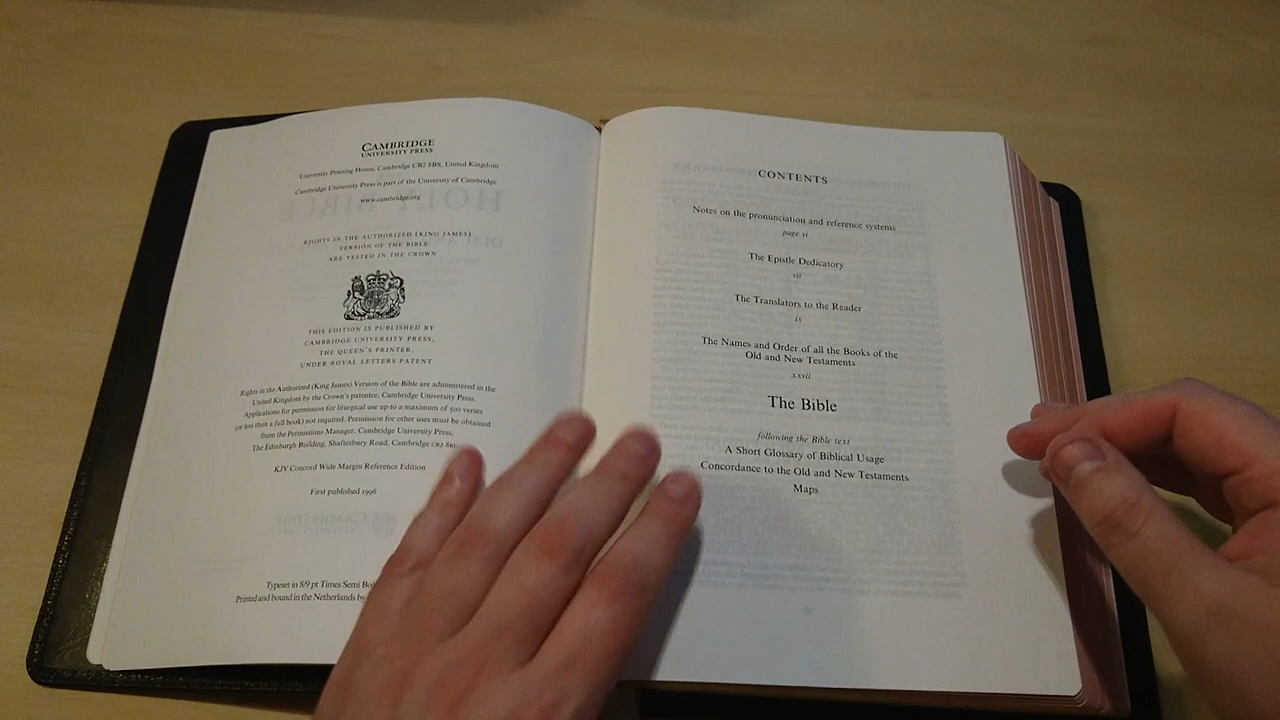 CAMBRIDGE
UNIVERSITY PRESS
University Printing House, Cambridge CB2 8BS, United Kingdom
Cambridge University Press is part of the University of Cambridge
www.cambridge.org
RIGHTS IN THE AUTHORIZED (KING JAMES)
VERSION OF THE BIBLE
ARE VESTED IN THE CROWN
THIS EDITION IS PUBLISHED BY
CAMBRIDGE UNIVERSITY PRESS,
THE QUEEN'S PRINTER,
UNDER ROYAL LETTERS PATENT
Rights in the Authorized (King James) Version of the Bible are administered in the
United Kingdom by the Crown's patentee, Cambridge University Press.
Applications for permission for liturgical use up to a maximum of 500 verses
(or less than a full book) not required. Permission for other uses must be obtained
from the Permissions Manager, Cambridge University Press,
The Edinburgh Building, Shaftesbury Road, Cambridge CB2 8RU
KJV Concord Wide Margin Reference Edition
First published 1996
Typeset in 8/9 pt Times Semi
Printed and bound in the Netherlands by
CONTENTS
Notes on the pronunciation and reference systems
page vi
The Epistle Dedicatory
vii
The Translators to the Reader
ix
The Names and Order of all the Books of the
Old and New Testaments
xxvii
The Bible
following the Bible text
A Short Glossary of Biblical Usage
Concordance to the Old and New Testaments
Maps